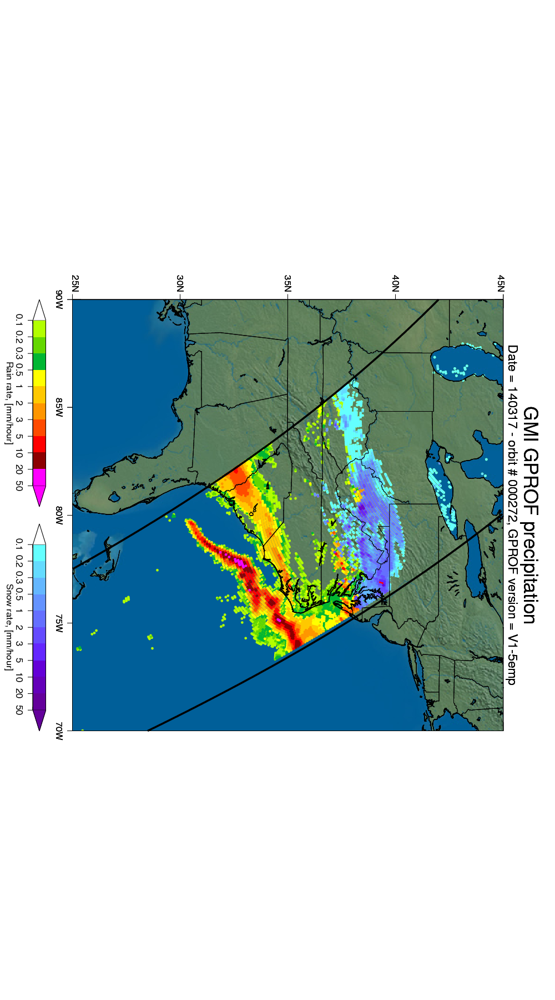 GMI GPROF precipitation
Date = 140317 - orbit # 000272, GPROF version = V1-5emp
45N
40N
35N
30N
25N
90W 85W 80W 75W 70W
0.1 0.2 0.3 0.5 1 2 3 5 10 20 50
Rain rate, [mm/hour]
0.1 0.2 0.3 0.5 1 2 3 5 10 20 50
Snow rate, [mm/hour]